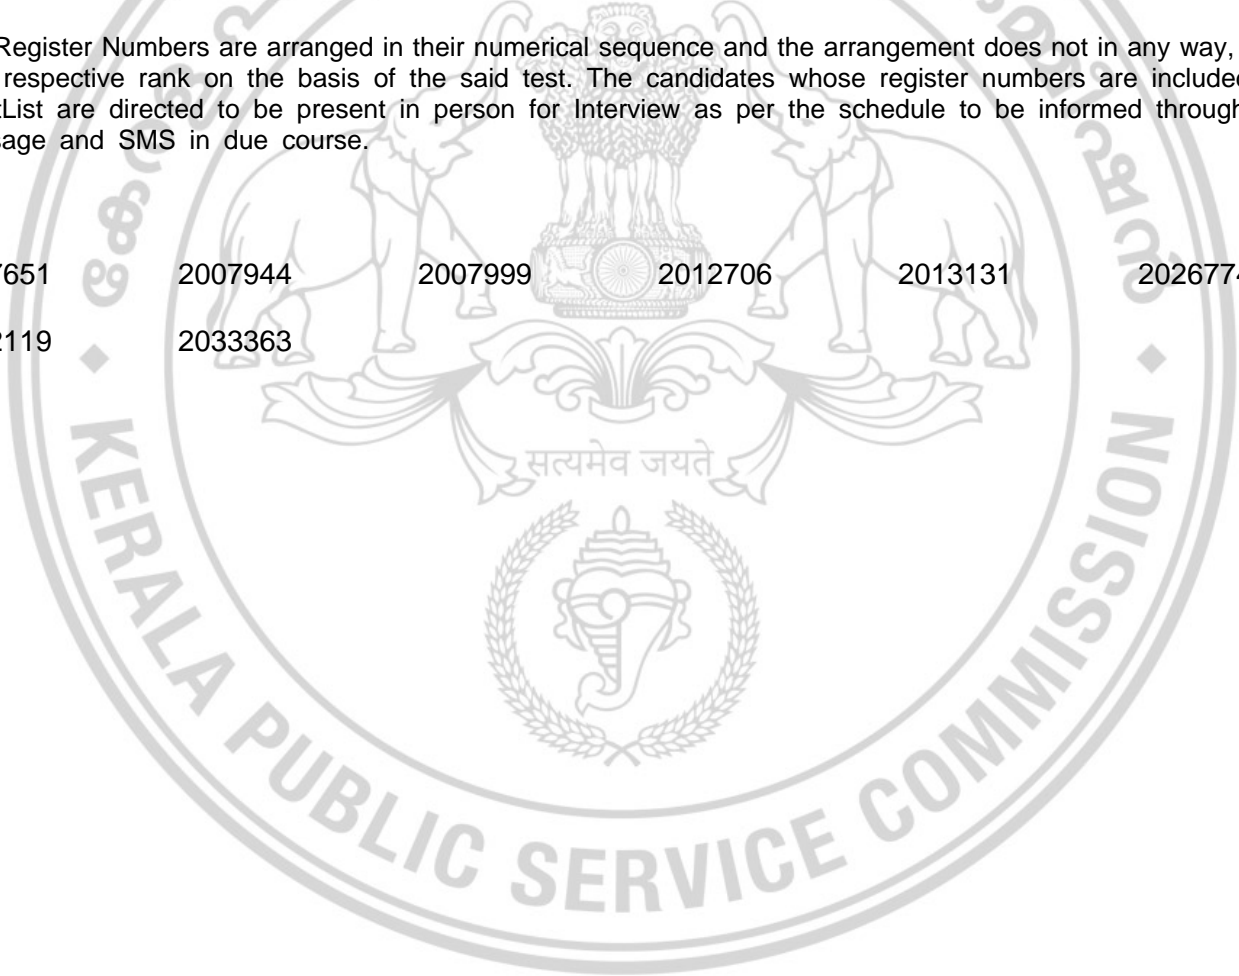 Register Numbers are arranged in their numerical sequence and the arrangement does not in any way,
respective rank on the basis of the said test. The candidates whose register numbers are included
List are directed to be present in person for Interview as per the schedule to be informed through
sage and SMS in due course.
7651 2007944 2007999 2012706 2013131 2026774
2119 2033363
सत्यमेव जयते
KERALA PUBLIC SERVICE COMMISSION